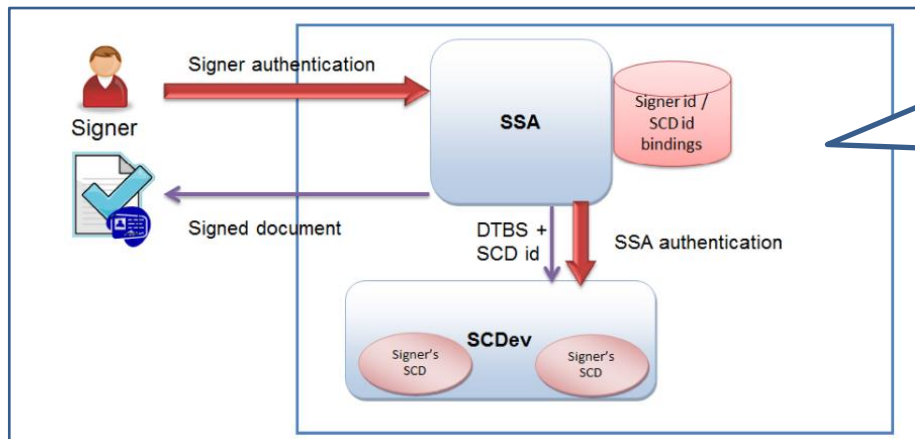 Signer authentication
SSA
Signer id /
SCD id
bindings
Signer
Signed document
DTBS +
SCD id
SSA authentication
SCDev
Signer's
SCD
Signer's
SCD